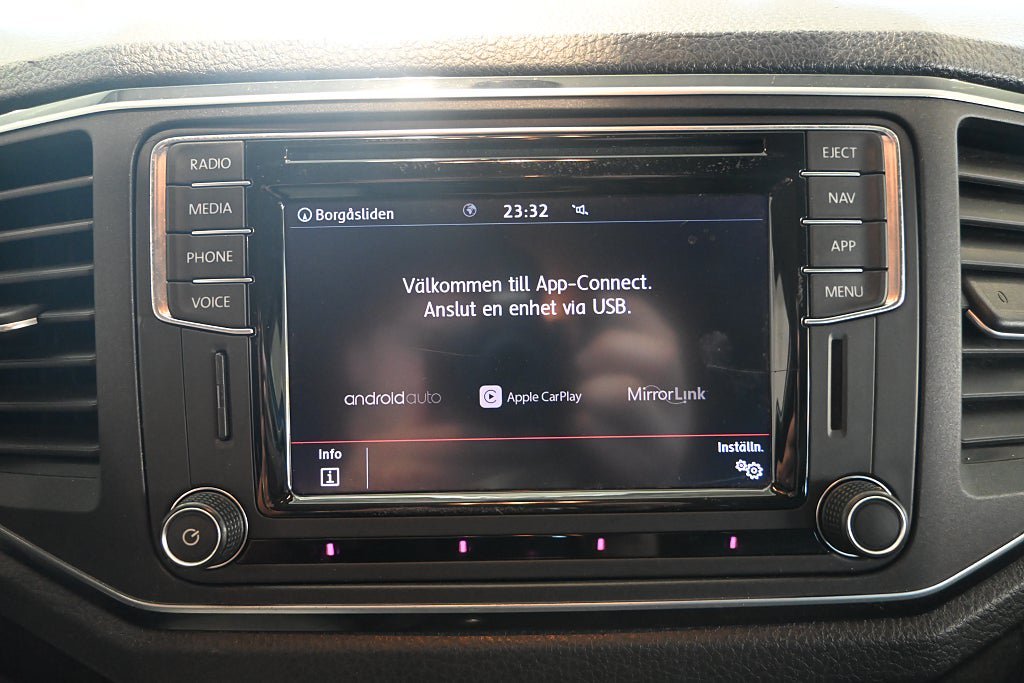 RADIO
MEDIA
PHONE
VOICE
EJECT
NAV
APP
MENU
Borgåsliden 23:32
Välkommen till App-Connect.
Anslut en enhet via USB.
androidauto Apple CarPlay MirrorLink
Info Inställn.
i